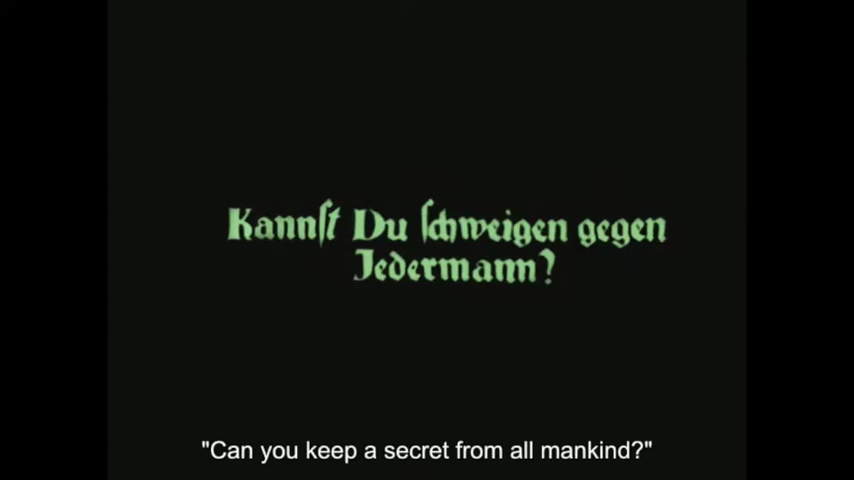 Kannſt Du ſchweigen gegen
Jedermann?
"Can you keep a secret from all mankind?"